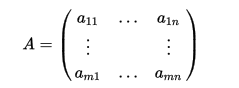 a₁₁ … a₁ₙ
A = ⋮ ⋮
aₘ₁ … aₘₙ